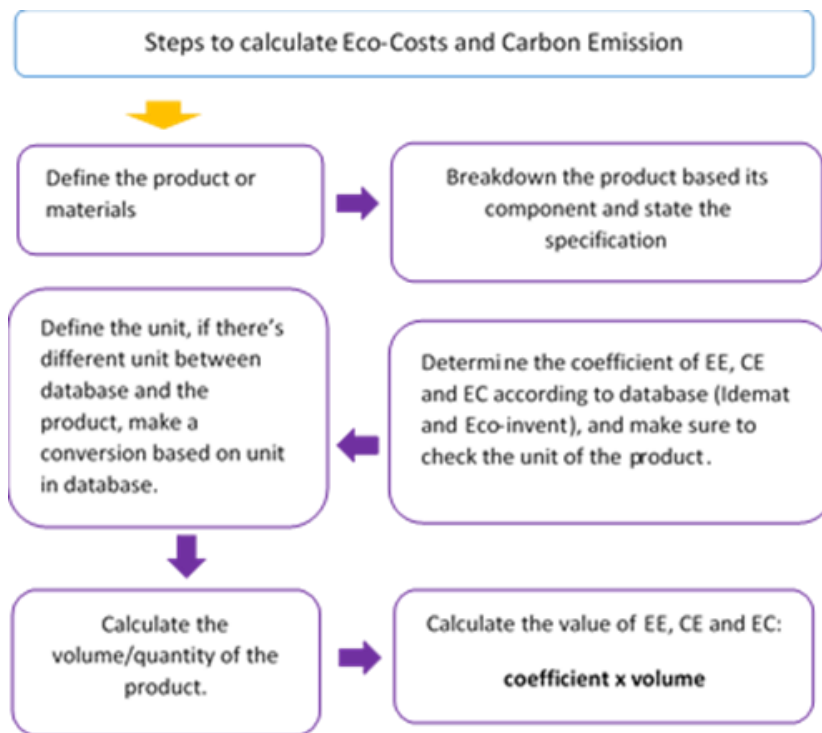 Steps to calculate Eco-Costs and Carbon Emission
Define the product or
materials
Breakdown the product based its
component and state the
specification
Determine the coefficient of EE, CE
and EC according to database (Idemat
and Eco-invent), and make sure to
check the unit of the product.
Define the unit, if there's
different unit between
database and the
product, make a
conversion based on unit
in database.
Calculate the
volume/quantity of the
product.
Calculate the value of EE, CE and EC:
coefficient x volume